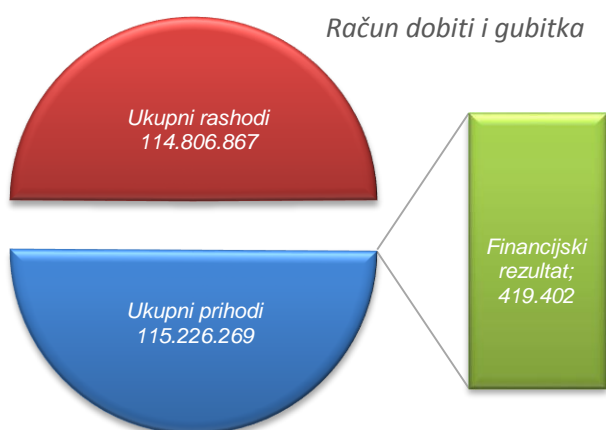 Račun dobiti i gubitka
Ukupni rashodi
114.806.867
Financijski
rezultat;
419.402
Ukupni prihodi
115.226.269